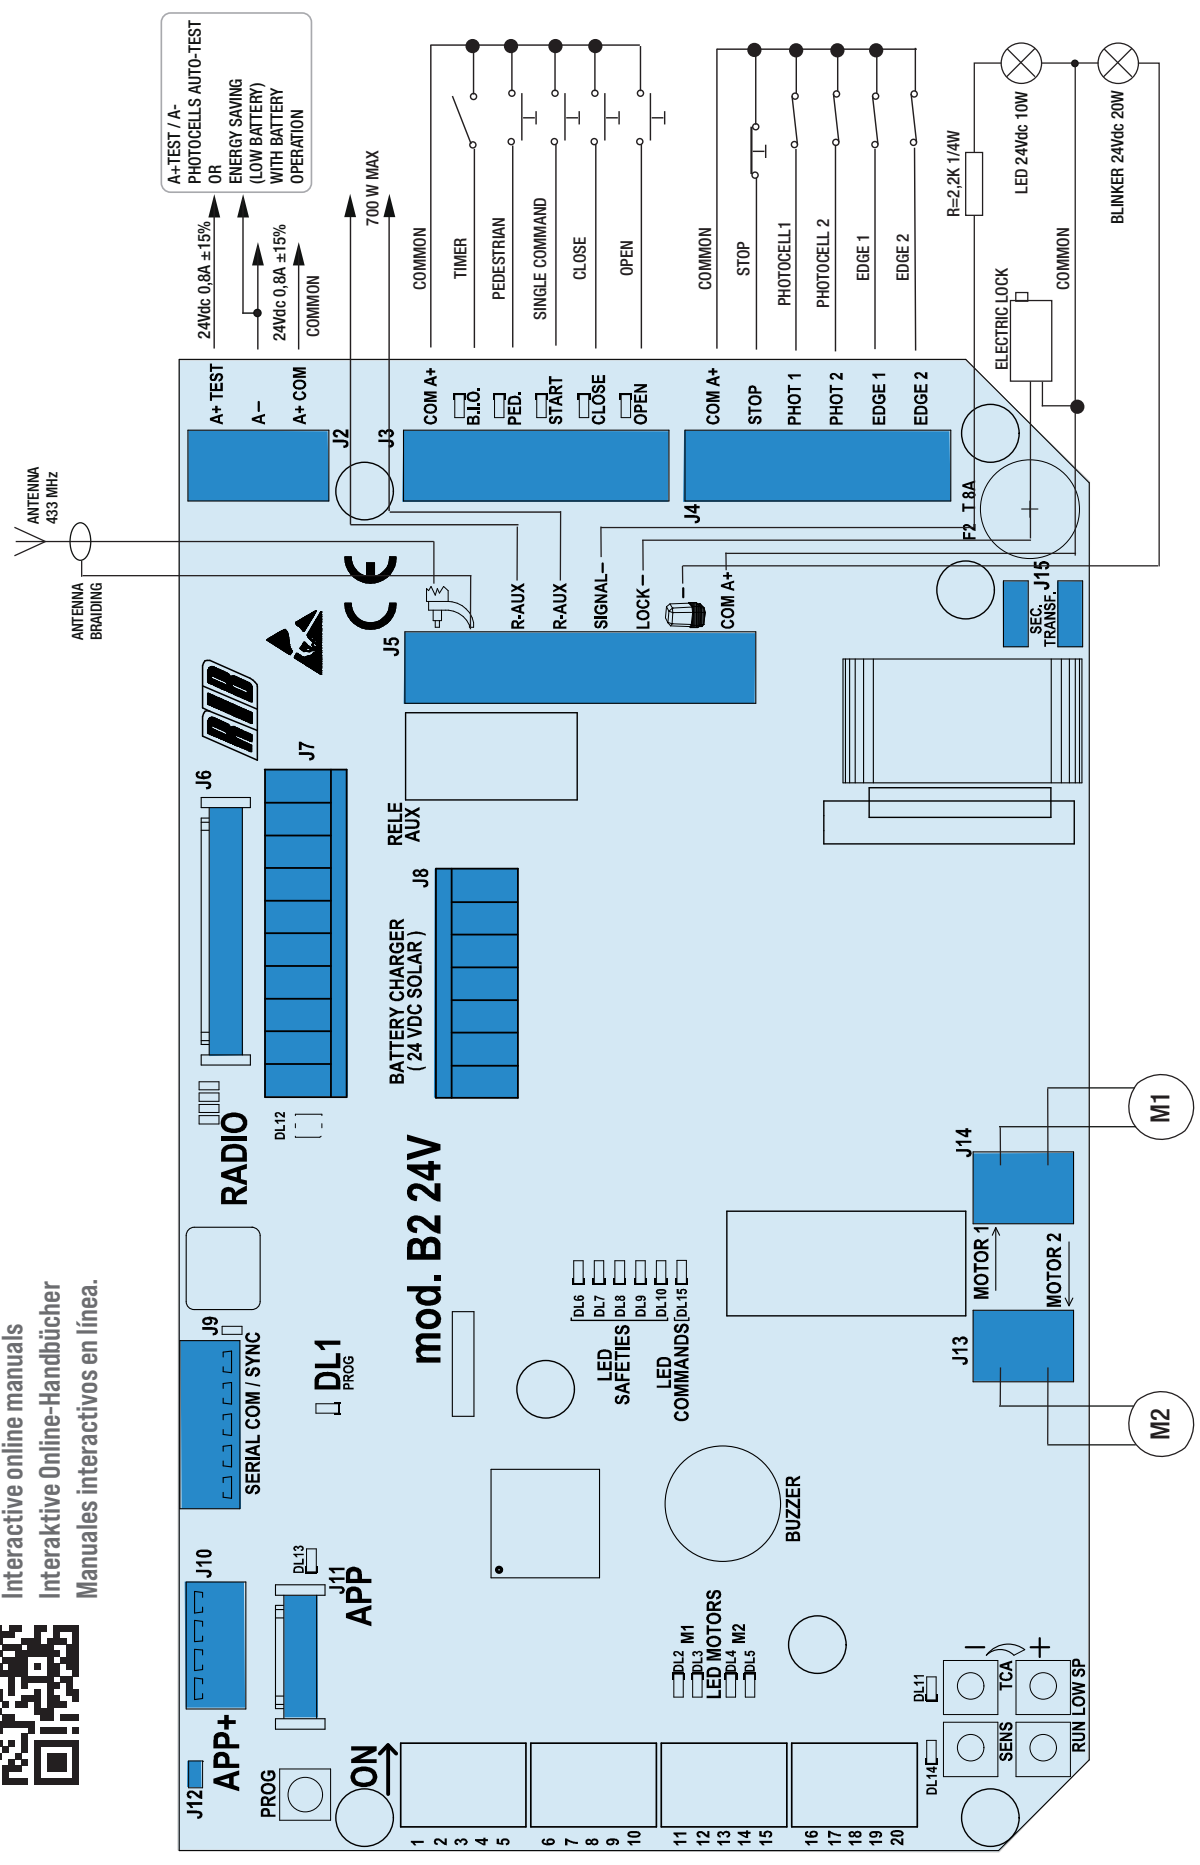 Interactive online manuals
Interaktive Online-Handbücher
Manuales interactivos en línea.
A+TEST / A-
PHOTOCELLS AUTO-TEST
OR
ENERGY SAVING
(LOW BATTERY)
WITH BATTERY
OPERATION
24Vdc 0,8A ±15%
24Vdc 0,8A ±15%
COMMON
700 W MAX
COMMON
TIMER
PEDESTRIAN
SINGLE COMMAND
CLOSE
OPEN
COMMON
STOP
PHOTOCELL1
PHOTOCELL 2
EDGE 1
EDGE 2
R=2,2K 1/4W
LED 24Vdc 10W
BLINKER 24Vdc 20W
ELECTRIC LOCK
COMMON
ANTENNA
433 MHz
ANTENNA
BRAIDING
A+ TEST
A–
A+ COM
J2
COM A+
B.I.O.
PED.
START
CLOSE
OPEN
J3
COM A+
STOP
PHOT 1
PHOT 2
EDGE 1
EDGE 2
J4
F2 T 8A
CE
R-AUX
R-AUX
SIGNAL–
LOCK–
–
COM A+
J5
J15
SEC.
TRANSF.
RIB
J6
J7
RELE
AUX
J8
BATTERY CHARGER
( 24 VDC SOLAR )
RADIO
DL12
mod. B2 24V
J9
SERIAL COM / SYNC
DL1
PROG
DL6
DL7
DL8
DL9
DL10
DL15
LED
SAFETIES
LED
COMMANDS
J14
MOTOR 1
MOTOR 2
J13
M1
M2
BUZZER
J10
APP+
J12
DL13
J11
APP
PROG
ON
DL2
DL3
M1
LED MOTORS
DL4
DL5
M2
1
2
3
4
5
6
7
8
9
10
11
12
13
14
15
16
17
18
19
20
DL11
DL14
– +
TCA
LOW SP
SENS
RUN